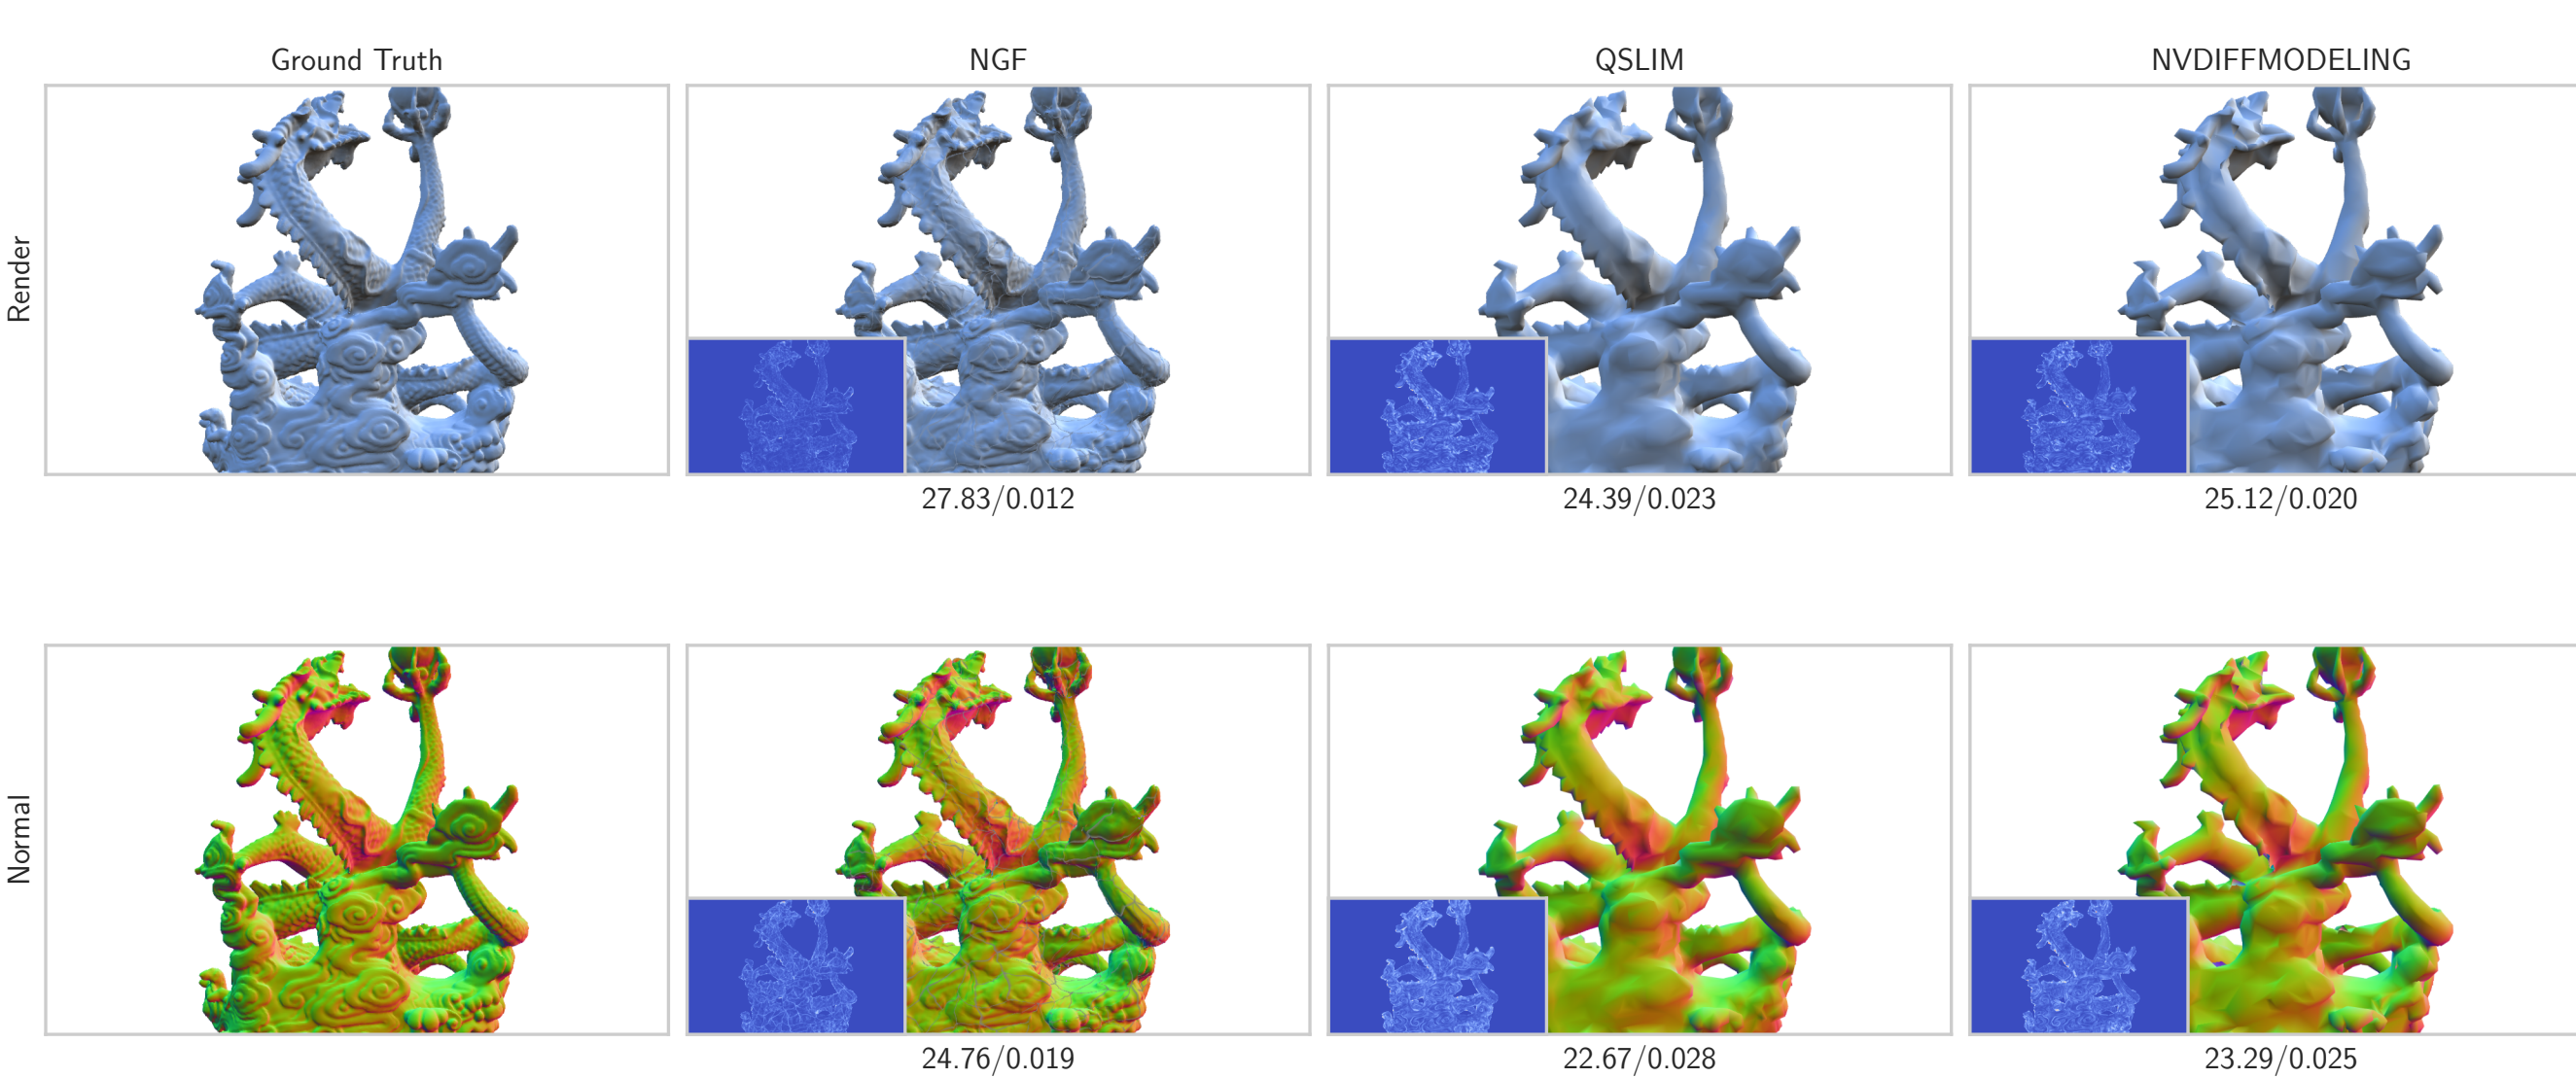 Ground Truth
NGF
QSLIM
NVDIFFMODELING
Render
27.83/0.012
24.39/0.023
25.12/0.020
Normal
24.76/0.019
22.67/0.028
23.29/0.025